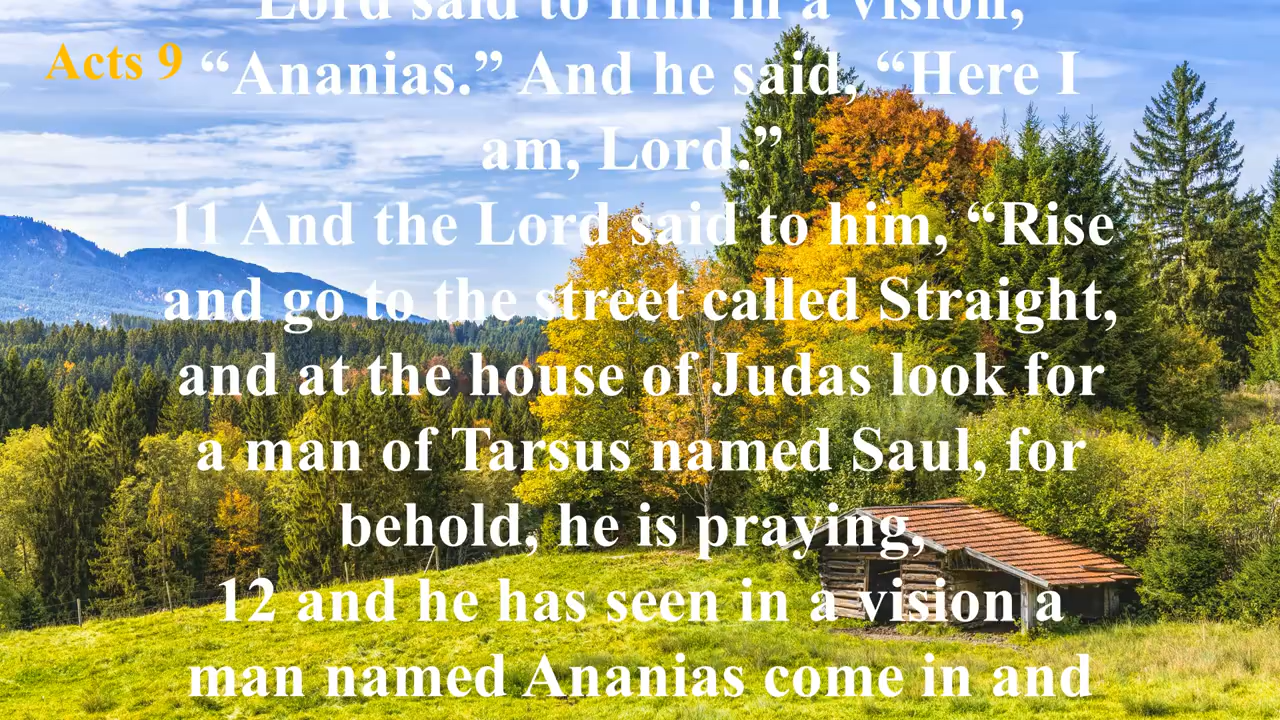 Lord said to him in a vision,
Acts 9
“Ananias.” And he said, “Here I
am, Lord.”
11 And the Lord said to him, “Rise
and go to the street called Straight,
and at the house of Judas look for
a man of Tarsus named Saul, for
behold, he is praying,
12 and he has seen in a vision a
man named Ananias come in and